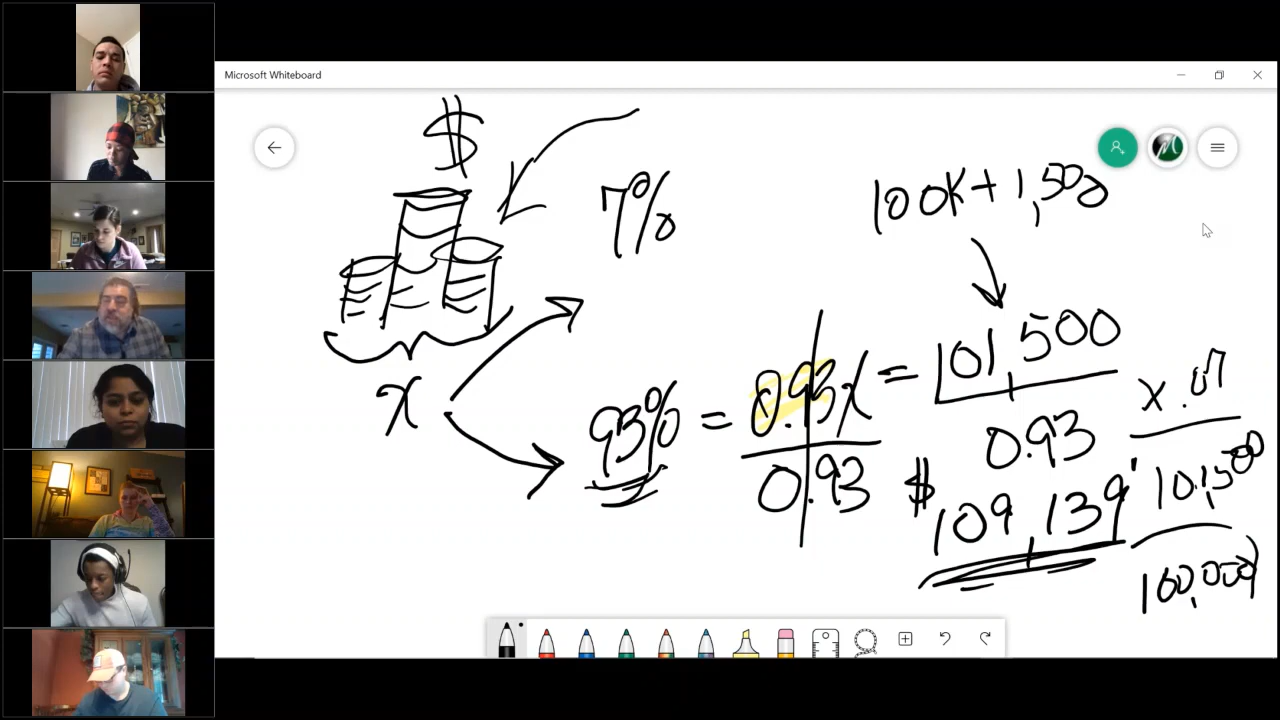 Microsoft Whiteboard
$
7%
100K + 1,500
101,500
0.93
x
93% = 0.93x =
0.93
$109,139
x .07
101,500
100,000